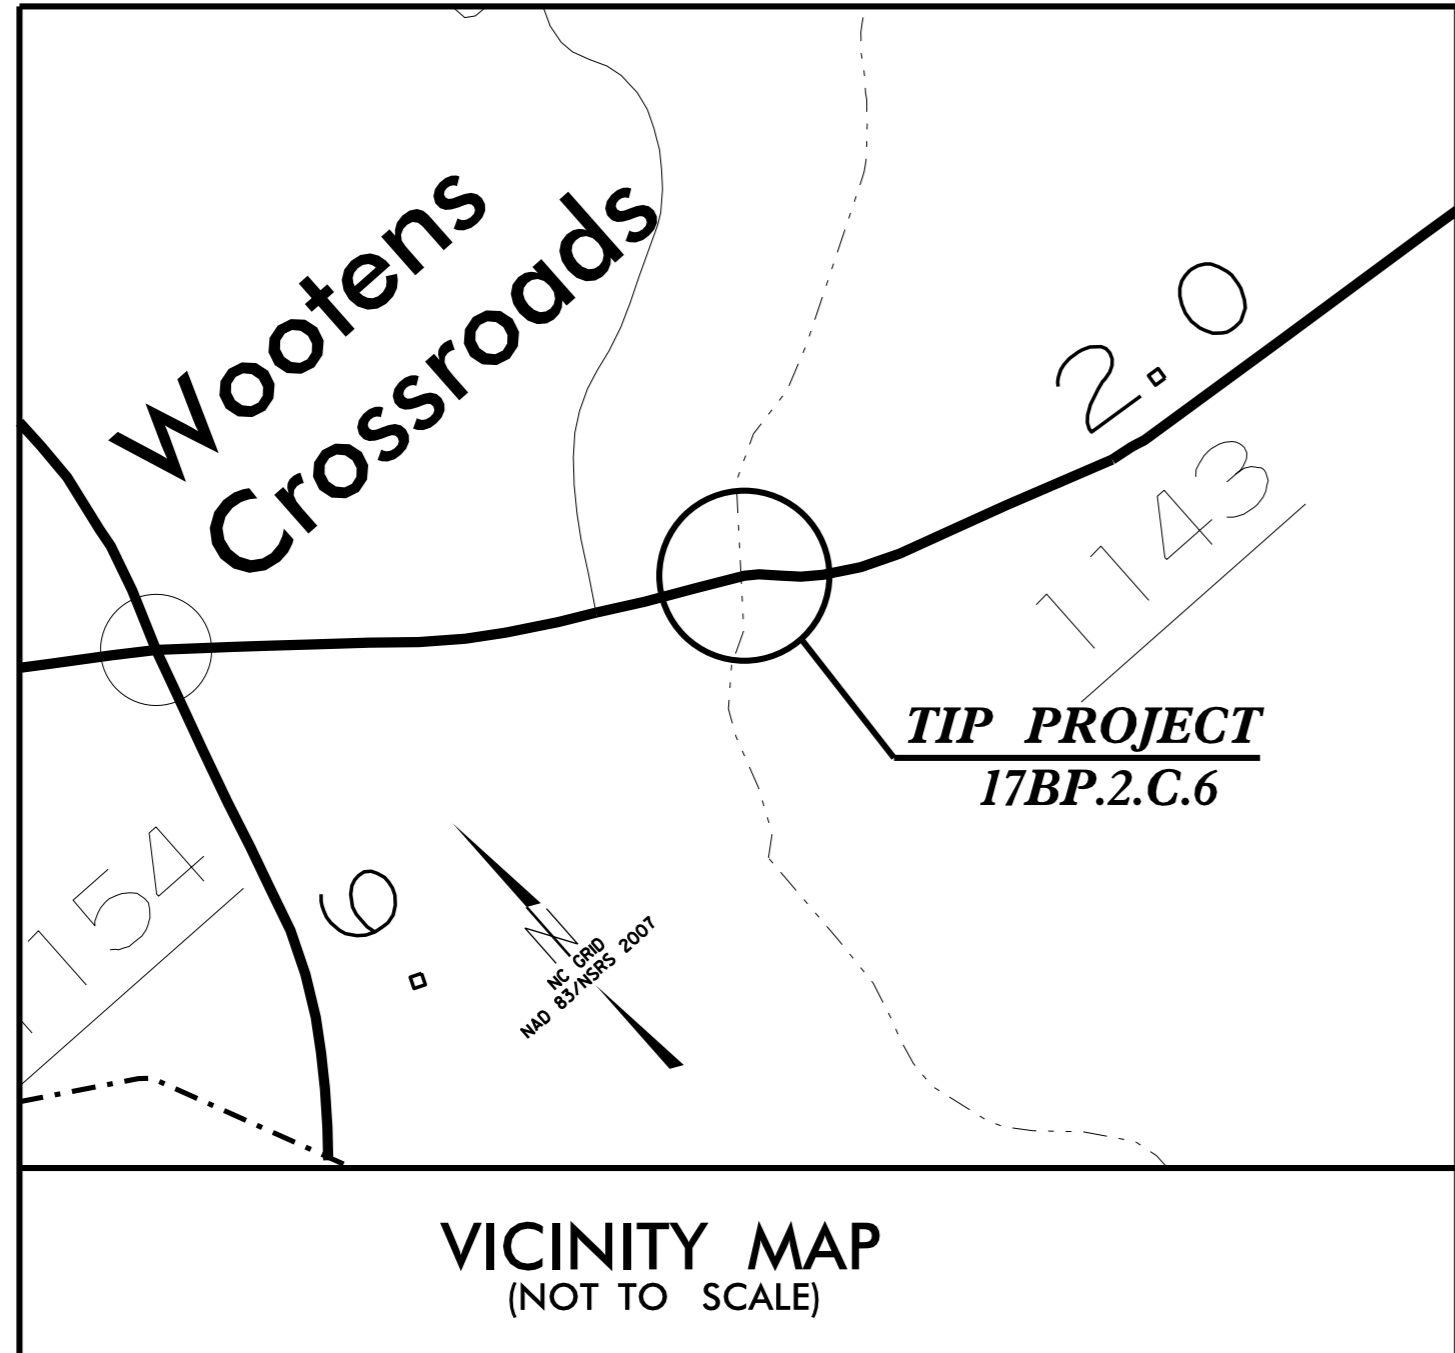 Wootens
Crossroads
2.0
1143
TIP PROJECT
17BP.2.C.6
1154
.6
N
NC GRID
NAD 83/NSRS 2007
VICINITY MAP
(NOT TO SCALE)